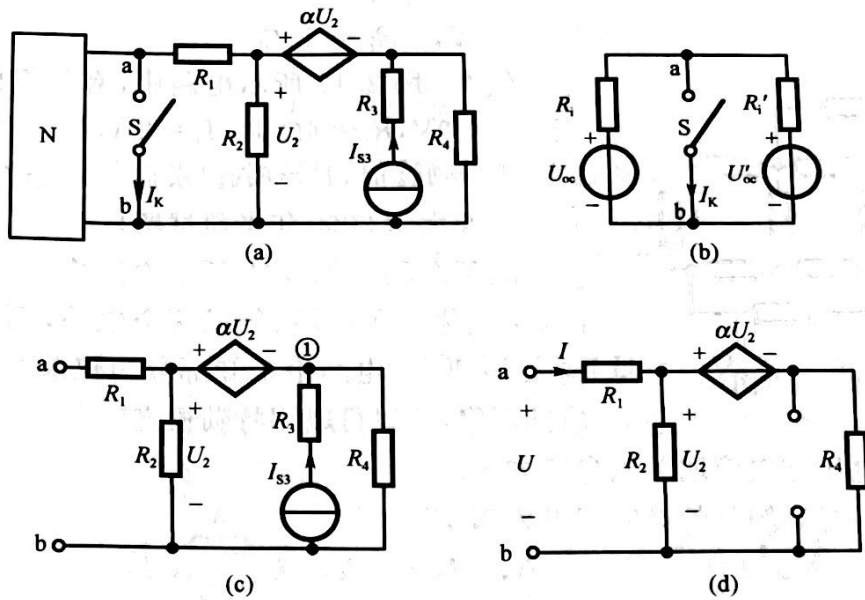 αU₂
a
+
−
R₁
N
S
R₂
+
U₂
−
R₃
I_S3
R₄
I_K
b
(a)
a
R_i
S
R_i'
+
U_oc
−
+
U'_oc
−
I_K
b
(b)
αU₂
a
+
−
①
R₁
R₂
+
U₂
−
R₃
I_S3
R₄
b
(c)
αU₂
a
I
+
−
R₁
+
U
−
R₂
+
U₂
−
R₄
b
(d)